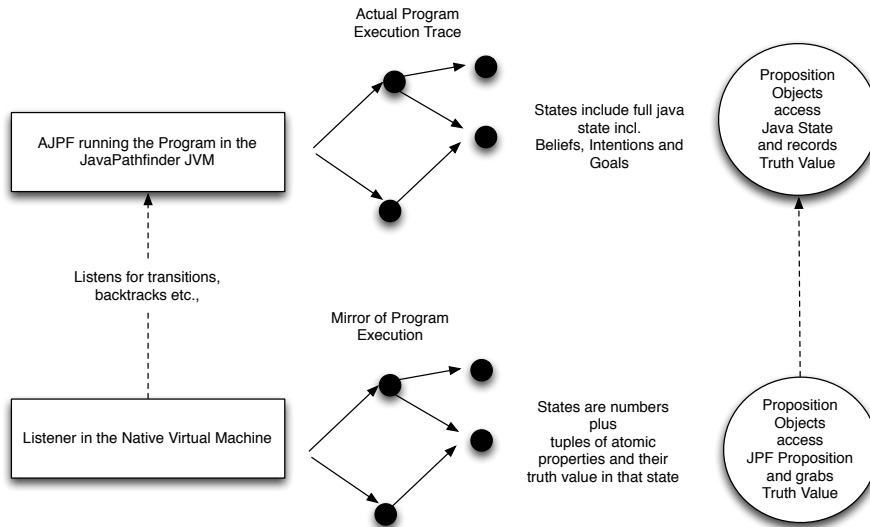 Actual Program
Execution Trace
AJPF running the Program in the
JavaPathfinder JVM
States include full java
state incl.
Beliefs, Intentions and
Goals
Proposition
Objects
access
Java State
and records
Truth Value
Listens for transitions,
backtracks etc.,
Mirror of Program
Execution
Listener in the Native Virtual Machine
States are numbers
plus
tuples of atomic
properties and their
truth value in that state
Proposition
Objects
access
JPF Proposition
and grabs
Truth Value